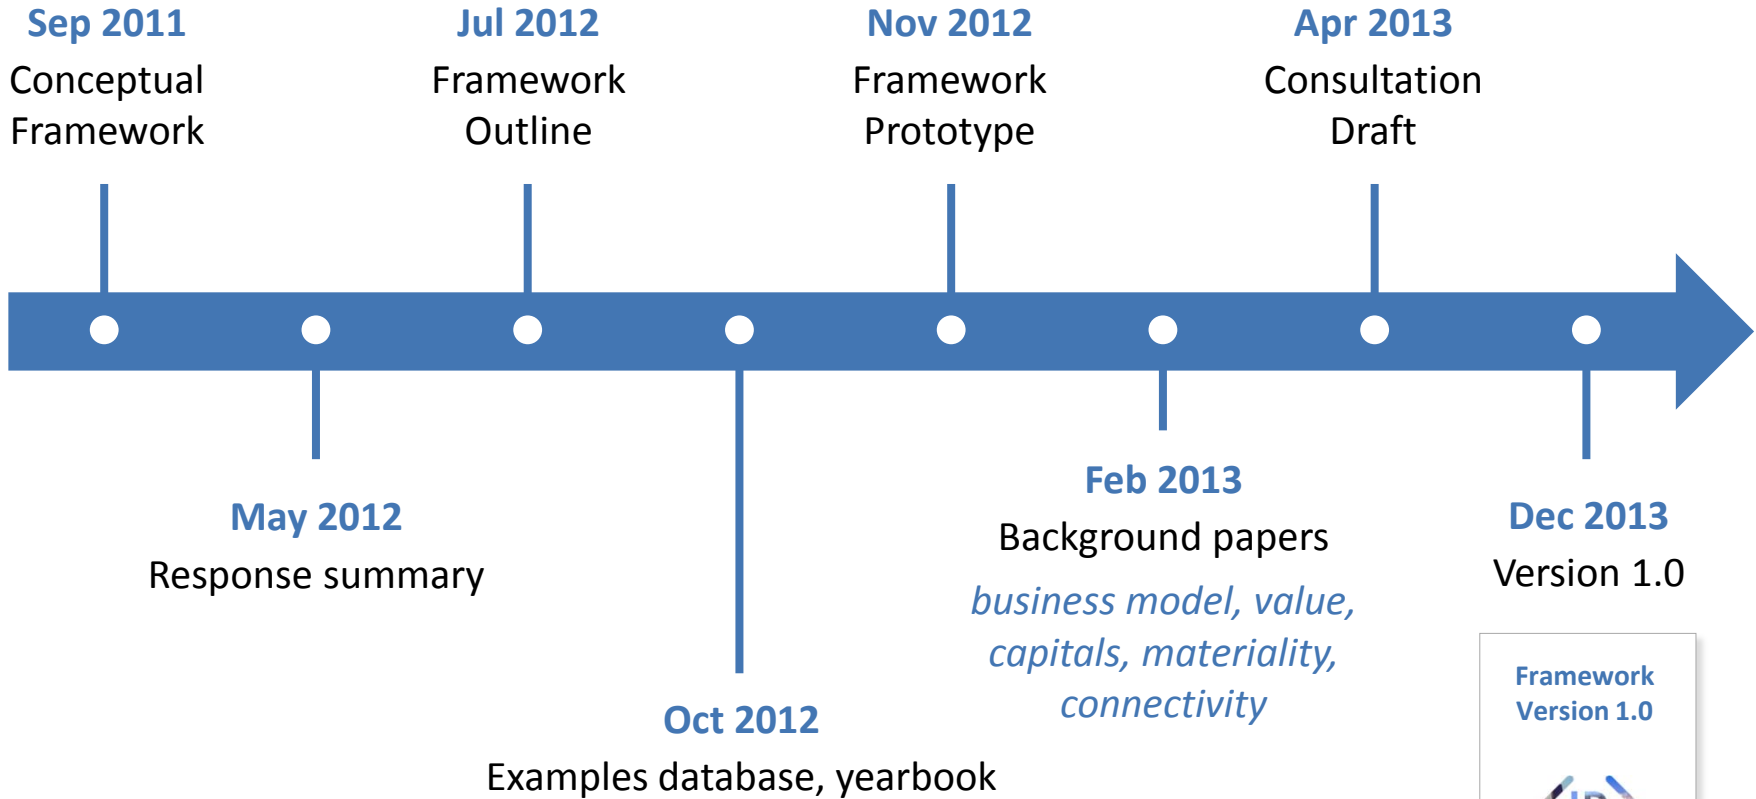 Sep 2011
Conceptual
Framework
Jul 2012
Framework
Outline
Nov 2012
Framework
Prototype
Apr 2013
Consultation
Draft
May 2012
Response summary
Oct 2012
Examples database, yearbook
Feb 2013
Background papers
business model, value,
capitals, materiality,
connectivity
Dec 2013
Version 1.0
Framework
Version 1.0